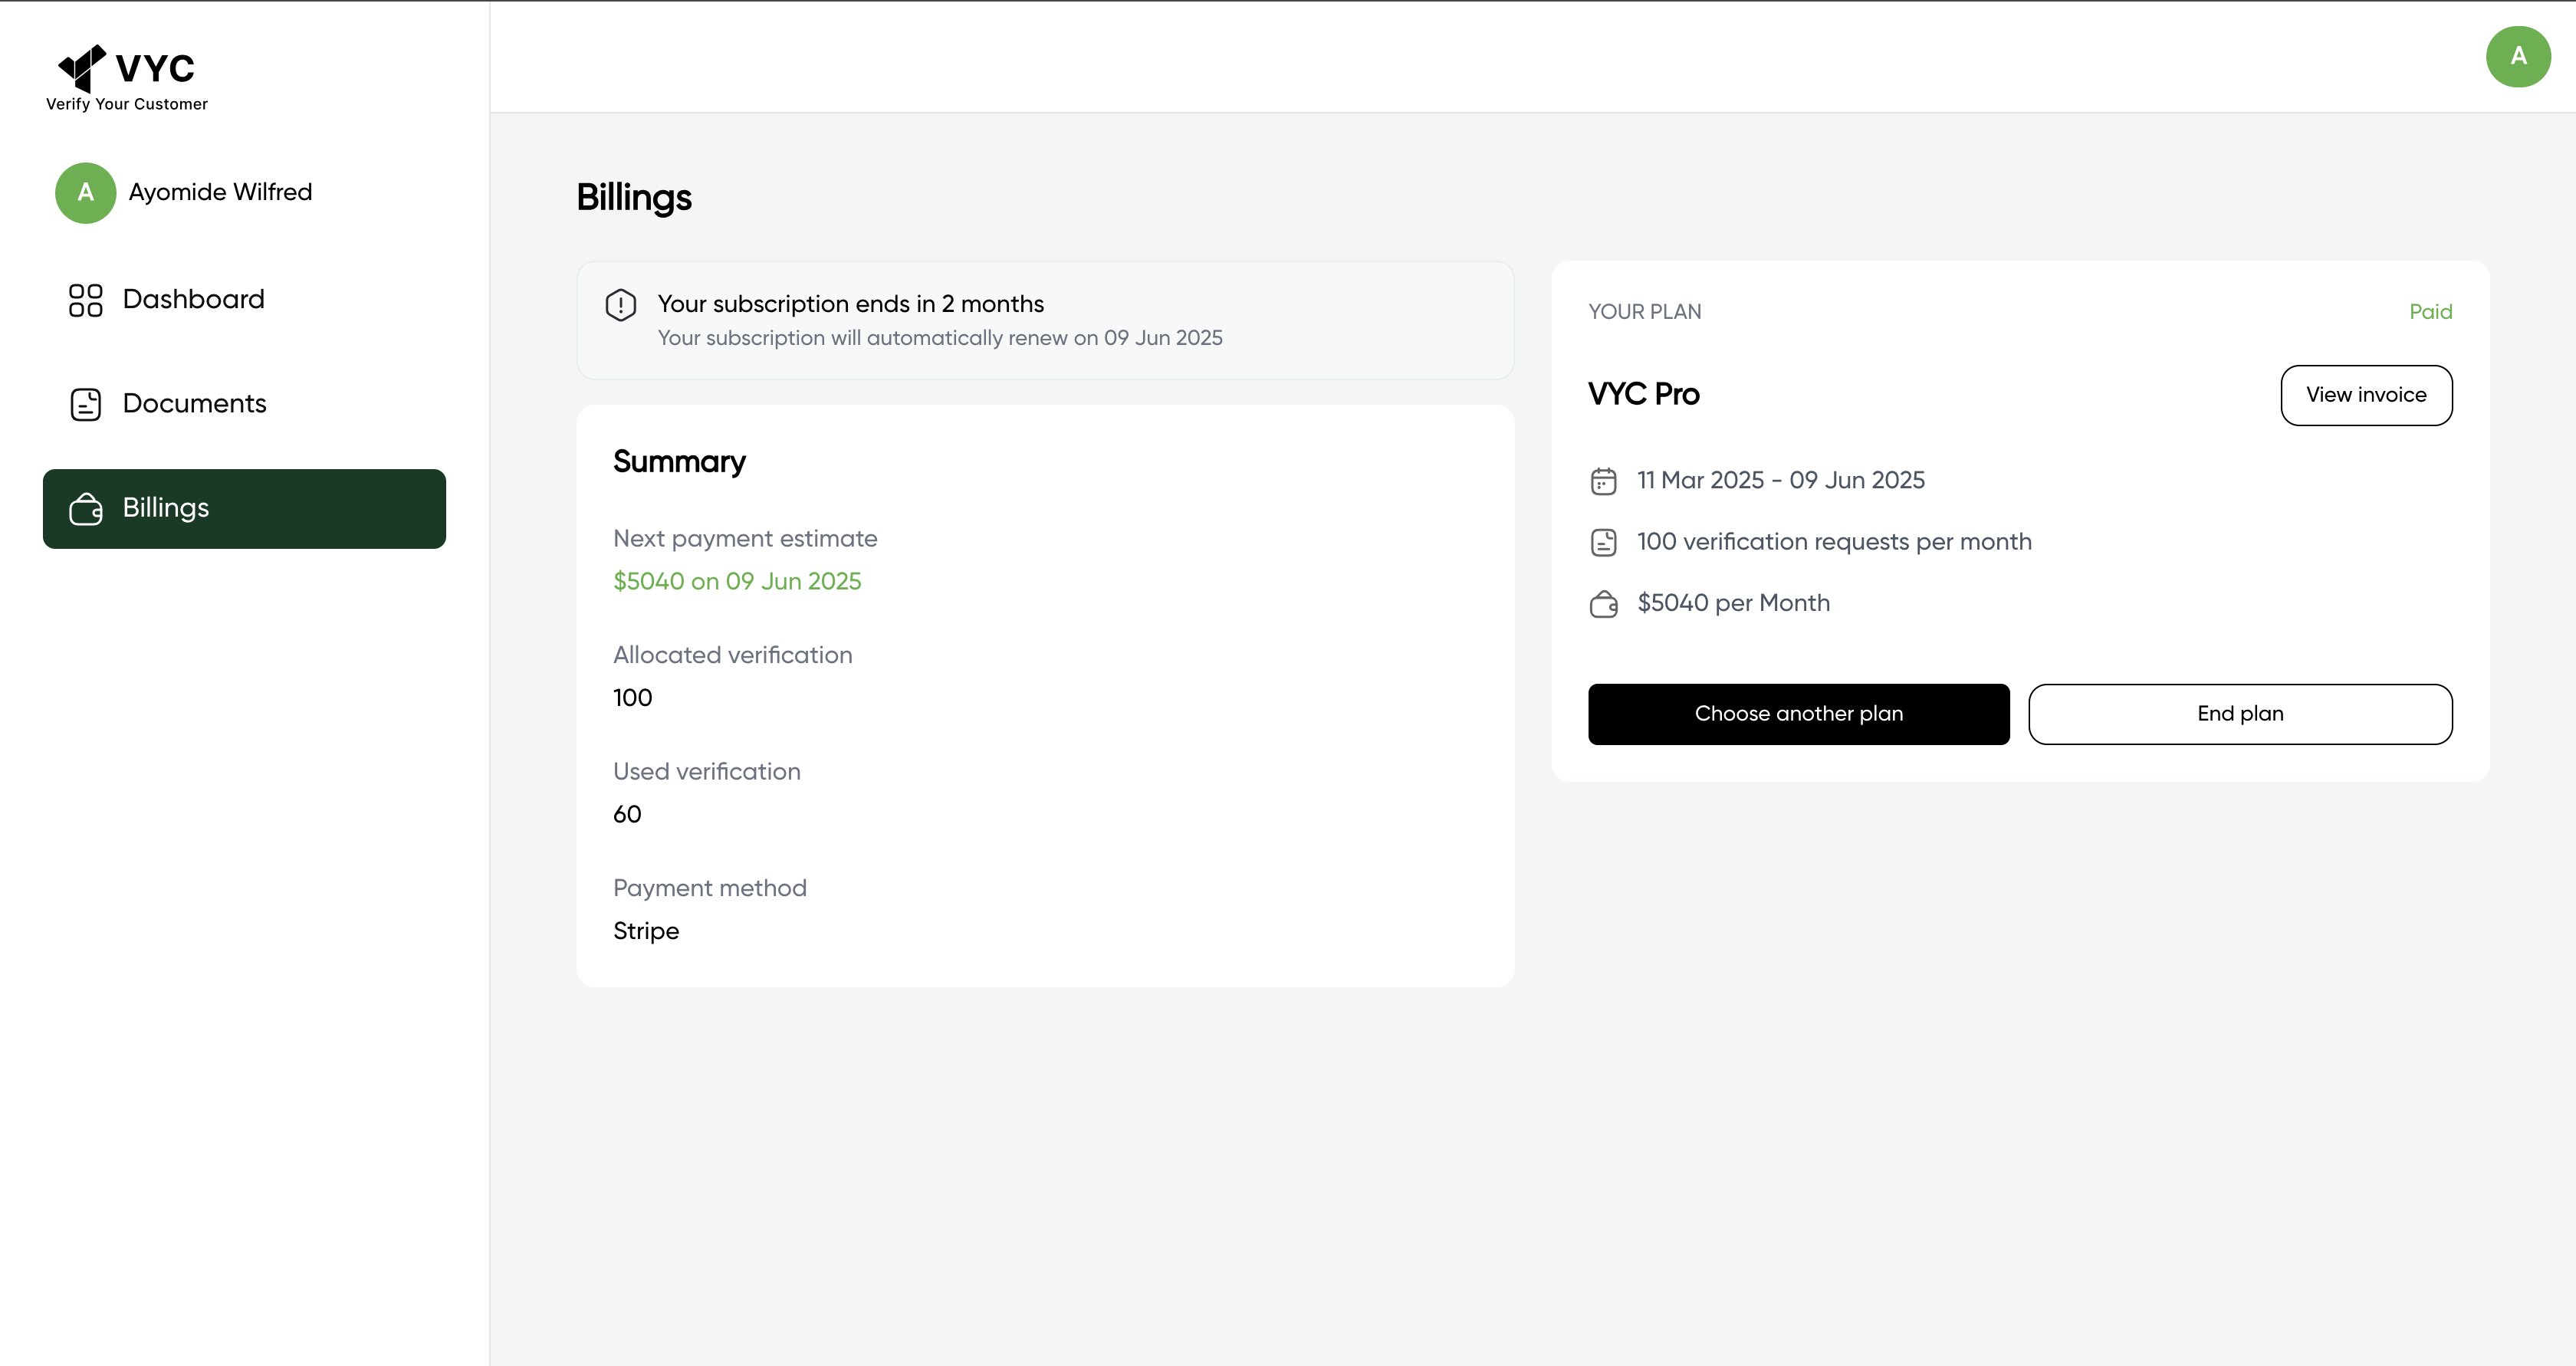 VYC
Verify Your Customer
A
A
Ayomide Wilfred
Dashboard
Documents
Billings
Billings
Your subscription ends in 2 months
Your subscription will automatically renew on 09 Jun 2025
Summary
Next payment estimate
$5040 on 09 Jun 2025
Allocated verification
100
Used verification
60
Payment method
Stripe
YOUR PLAN
Paid
VYC Pro
View invoice
11 Mar 2025 - 09 Jun 2025
100 verification requests per month
$5040 per Month
Choose another plan
End plan